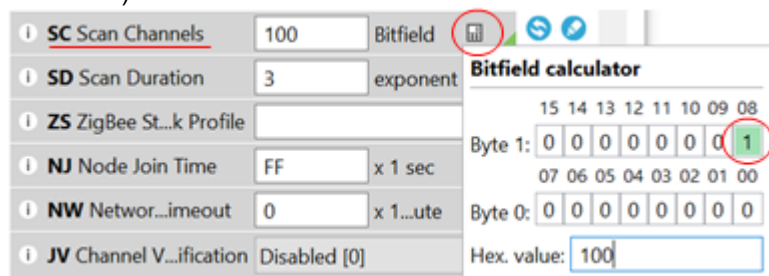 SC Scan Channels 100 Bitfield
SD Scan Duration 3 exponent
ZS ZigBee St...k Profile
NJ Node Join Time FF x 1 sec
NW Networ...imeout 0 x 1...ute
JV Channel V...ification Disabled [0]
Bitfield calculator
15 14 13 12 11 10 09 08
Byte 1: 0 0 0 0 0 0 0 1
07 06 05 04 03 02 01 00
Byte 0: 0 0 0 0 0 0 0 0
Hex. value: 100